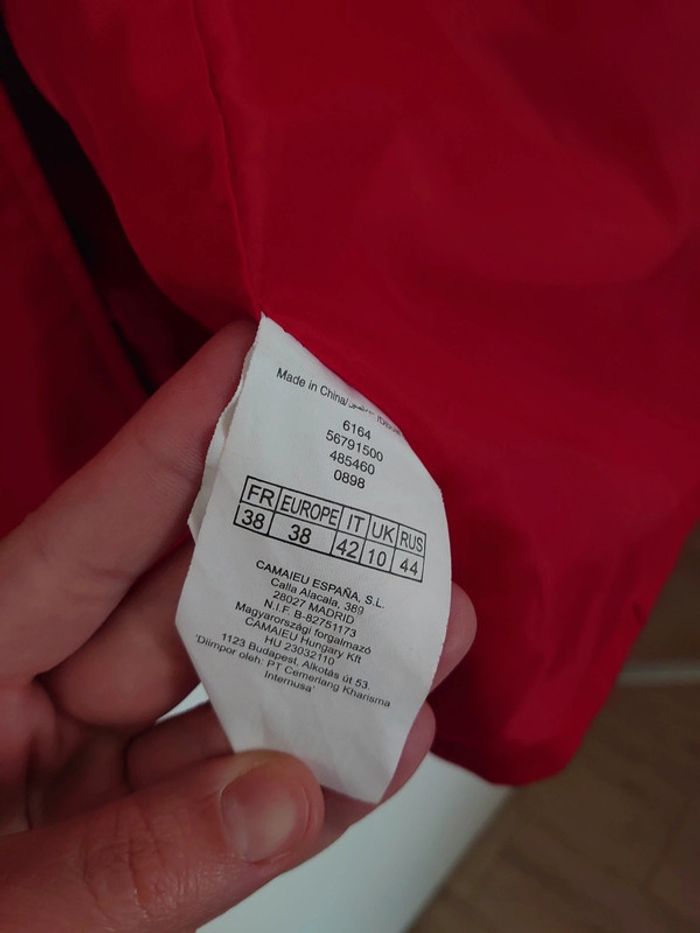 Made in China/
6164
56791500
485460
0898
FR EUROPE IT UK RUS
38 38 42 10 44
CAMAIEU ESPAÑA, S.L.
Calla Alacala, 389
28027 MADRID
N.I.F. B-82751173
Magyarországi forgalmazó
CAMAIEU Hungary Kft
HU 23032110
1123 Budapest, Alkotás út 53.
'Diimpor oleh: PT Cemerlang Kharisma
Internusa'